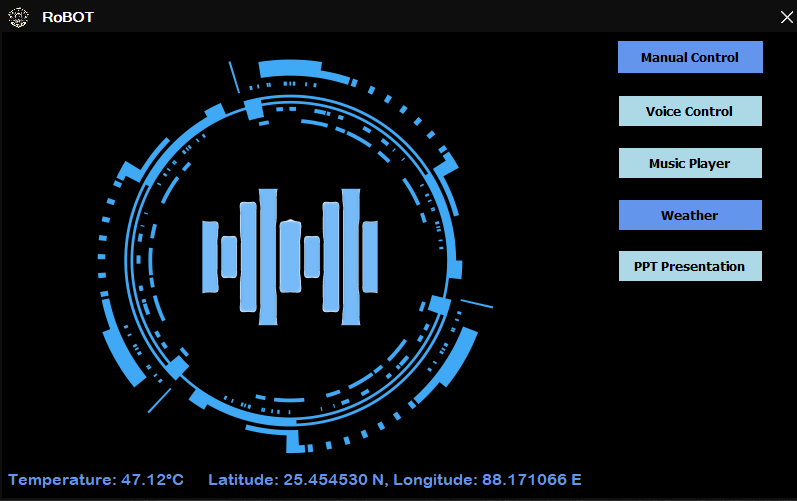 RoBOT
Manual Control
Voice Control
Music Player
Weather
PPT Presentation
Temperature: 47.12°C Latitude: 25.454530 N, Longitude: 88.171066 E